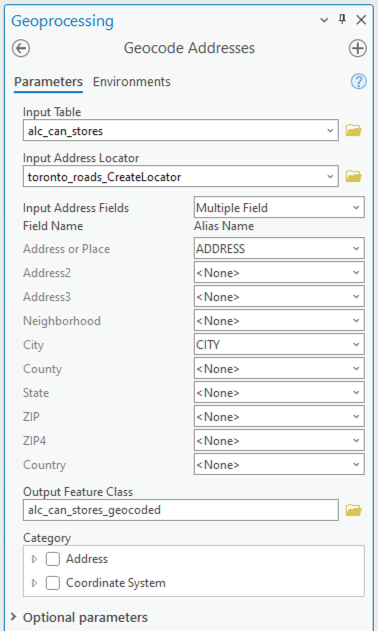 Geoprocessing
Geocode Addresses
Parameters Environments
Input Table
alc_can_stores
Input Address Locator
toronto_roads_CreateLocator
Input Address Fields Multiple Field
Field Name Alias Name
Address or Place ADDRESS
Address2 <None>
Address3 <None>
Neighborhood <None>
City CITY
County <None>
State <None>
ZIP <None>
ZIP4 <None>
Country <None>
Output Feature Class
alc_can_stores_geocoded
Category
Address
Coordinate System
Optional parameters